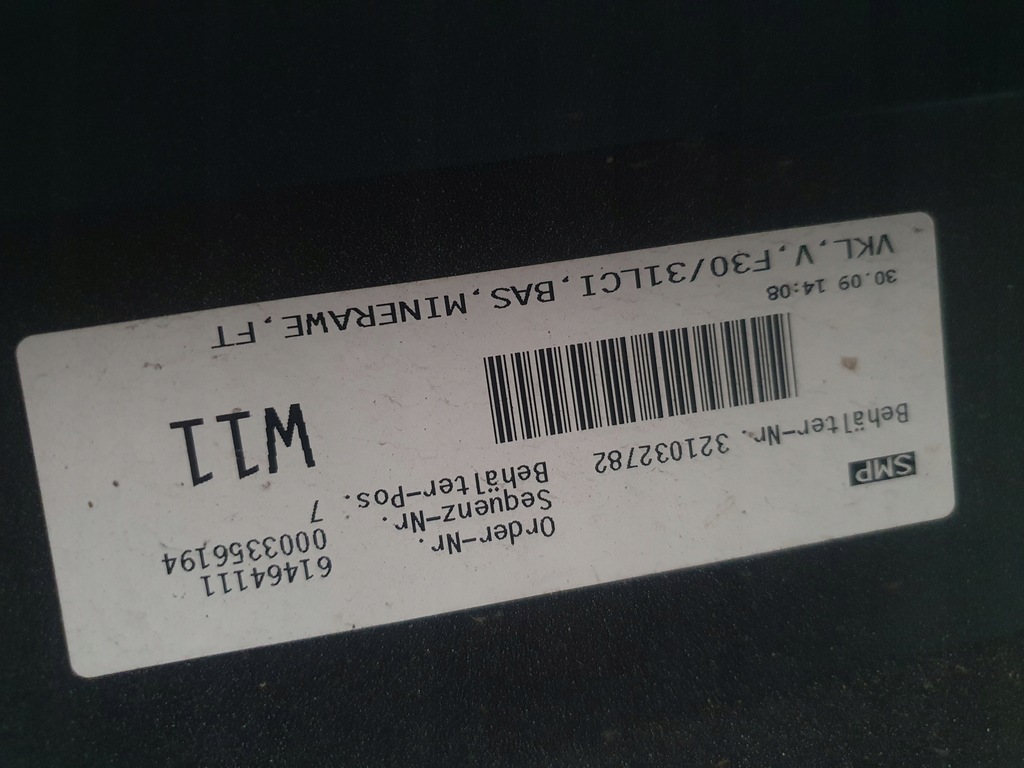 SMP Order-Nr. 61464111
Sequenz-Nr. 0003356194
Behälter-Nr. 321032782 Behälter-Pos. 7
W11
30.09 14:08
VKL,V,F30/31LCI,BAS,MINERAWE,FT